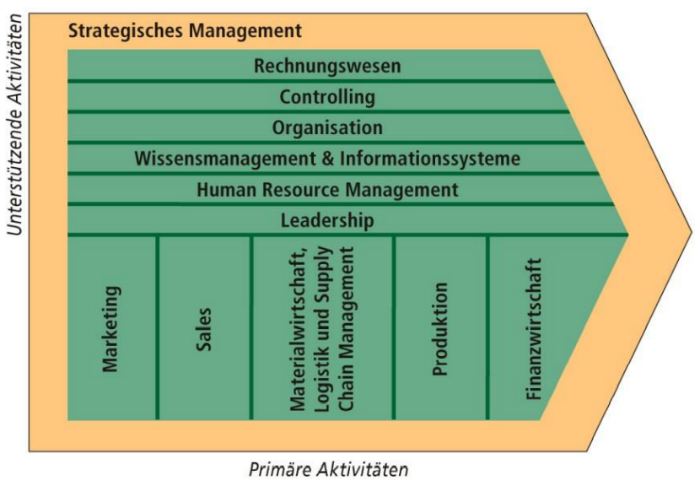 Strategisches Management
Unterstützende Aktivitäten
Rechnungswesen
Controlling
Organisation
Wissensmanagement & Informationssysteme
Human Resource Management
Leadership
Marketing
Sales
Materialwirtschaft,
Logistik und Supply
Chain Management
Produktion
Finanzwirtschaft
Primäre Aktivitäten